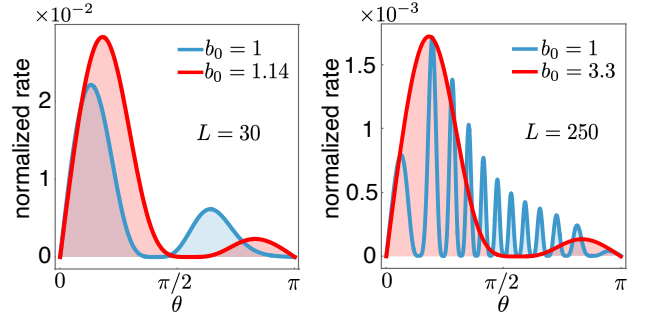 ×10⁻²
normalized rate
2
1
0
b₀ = 1
b₀ = 1.14
L = 30
0
π/2
π
θ
×10⁻³
normalized rate
1.5
1
0.5
0
b₀ = 1
b₀ = 3.3
L = 250
0
π/2
π
θ